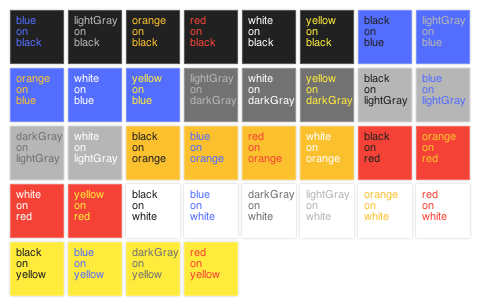 blue
on
black
lightGray
on
black
orange
on
black
red
on
black
white
on
black
yellow
on
black
black
on
blue
lightGray
on
blue
orange
on
blue
white
on
blue
yellow
on
blue
lightGray
on
darkGray
white
on
darkGray
yellow
on
darkGray
black
on
lightGray
blue
on
lightGray
darkGray
on
lightGray
white
on
lightGray
black
on
orange
blue
on
orange
red
on
orange
white
on
orange
black
on
red
orange
on
red
white
on
red
yellow
on
red
black
on
white
blue
on
white
darkGray
on
white
lightGray
on
white
orange
on
white
red
on
white
black
on
yellow
blue
on
yellow
darkGray
on
yellow
red
on
yellow